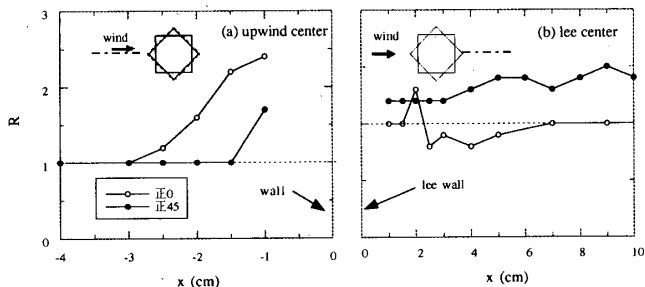 (a) upwind center
wind
R
3
2
1
0
正0
正45
wall
-4
-3
-2
-1
0
x (cm)
(b) lee center
wind
lee wall
0
2
4
6
8
10
x (cm)